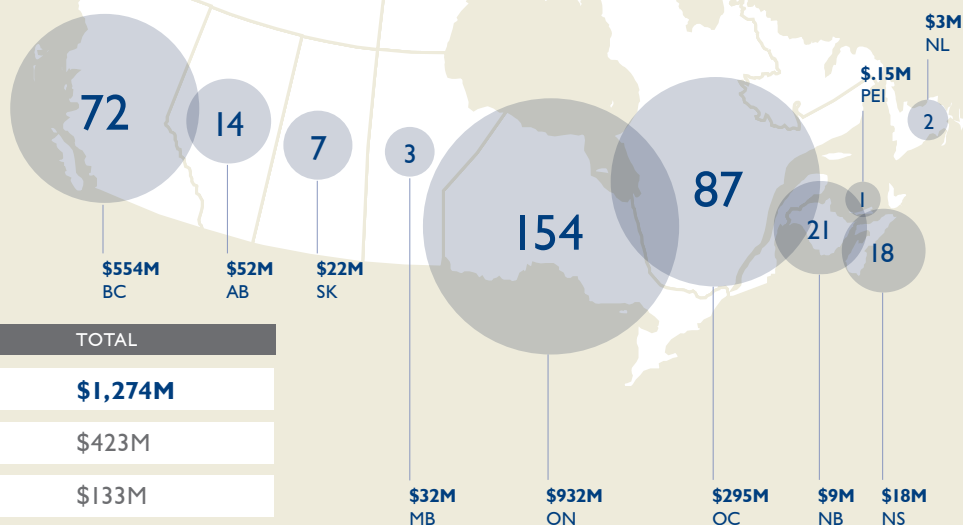 $3M
NL
$.15M
PEI
72
14
7
3
154
87
21
1
18
2
$554M
BC
$52M
AB
$22M
SK
TOTAL
$1,274M
$423M
$133M
$32M
MB
$932M
ON
$295M
OC
$9M
NB
$18M
NS